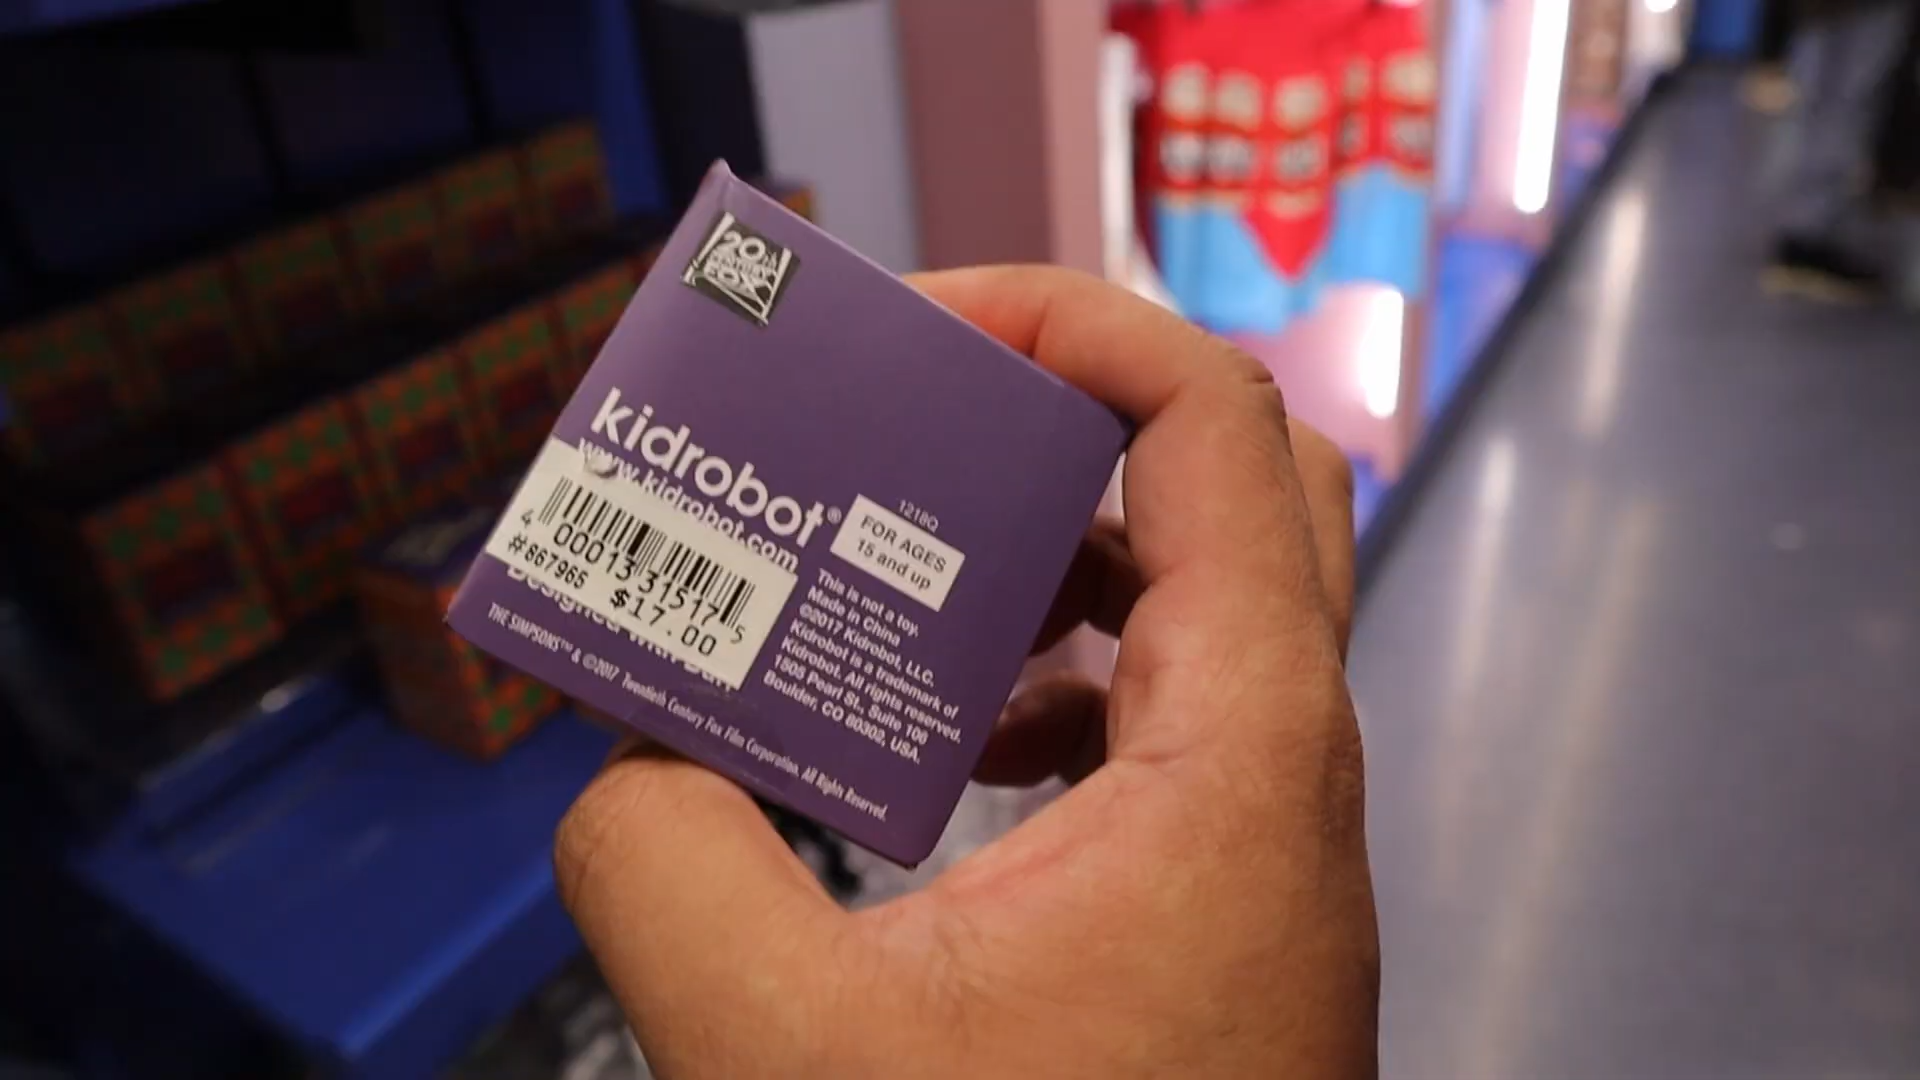 20th
CENTURY
FOX
kidrobot®
www.kidrobot.com
4 000013 31517 5
#867965 $17.00
Designed with
THE SIMPSONS™ & ©2017 Twentieth Century Fox Film Corporation. All Rights Reserved.
1218Q
FOR AGES
15 and up
This is not a toy.
Made in China
©2017 Kidrobot, LLC.
Kidrobot is a trademark of
Kidrobot. All rights reserved.
1505 Pearl St., Suite 100
Boulder, CO 80302, USA.